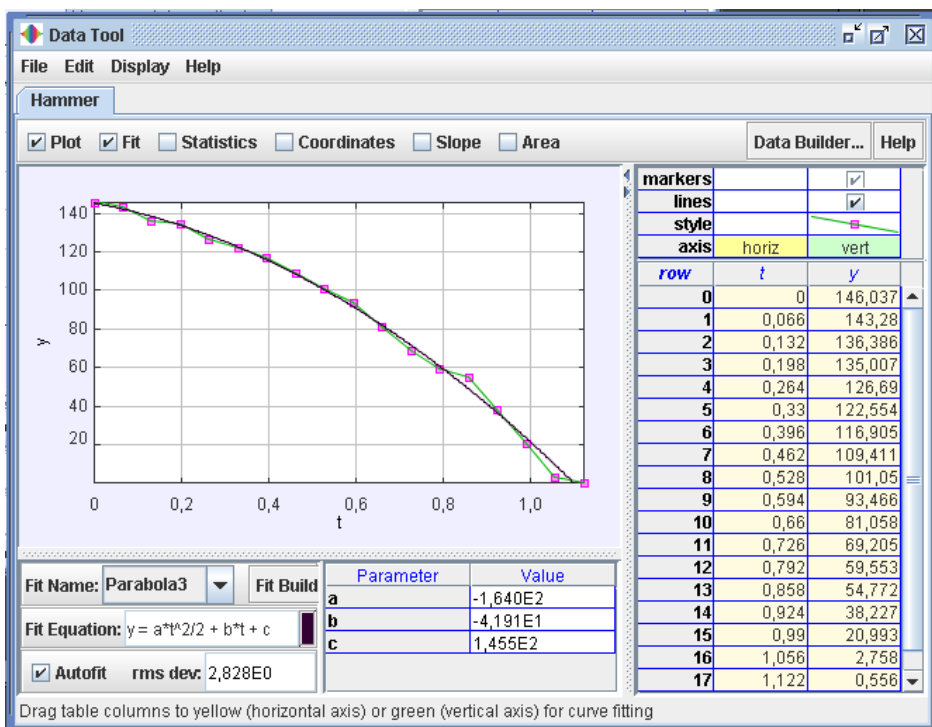 Data Tool
File Edit Display Help
Hammer
Plot Fit Statistics Coordinates Slope Area Data Builder... Help
140
120
100
80
60
40
20
y
0 0,2 0,4 0,6 0,8 1,0
t
markers
lines
style
axis horiz vert
row t y
0 0 146,037
1 0,066 143,28
2 0,132 136,386
3 0,198 135,007
4 0,264 126,69
5 0,33 122,554
6 0,396 116,905
7 0,462 109,411
8 0,528 101,05
9 0,594 93,466
10 0,66 81,058
11 0,726 69,205
12 0,792 59,553
13 0,858 54,772
14 0,924 38,227
15 0,99 20,993
16 1,056 2,758
17 1,122 0,556
Fit Name: Parabola3 Fit Build
Fit Equation: y = a*t^2/2 + b*t + c
Autofit rms dev: 2,828E0
Parameter Value
a -1,640E2
b -4,191E1
c 1,455E2
Drag table columns to yellow (horizontal axis) or green (vertical axis) for curve fitting